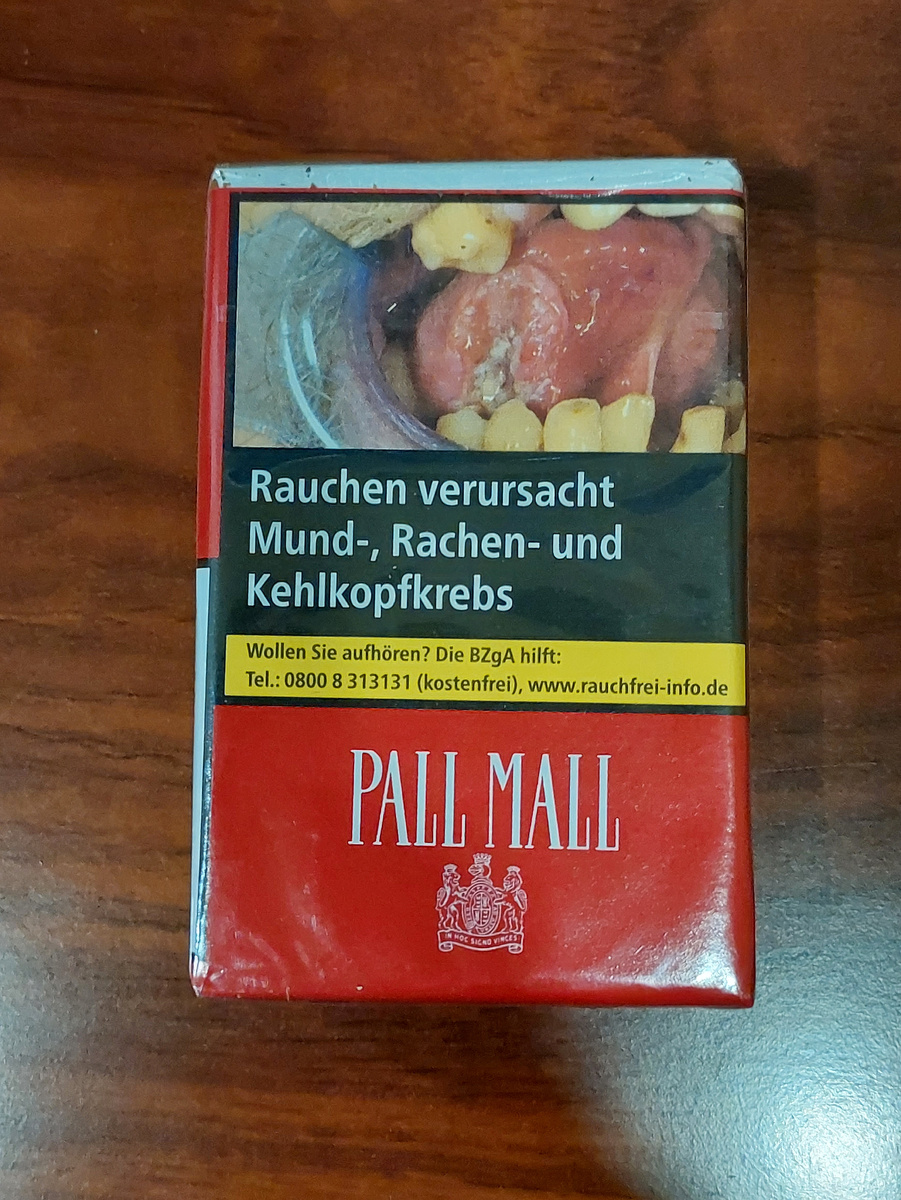 Rauchen verursacht
Mund-, Rachen- und
Kehlkopfkrebs
Wollen Sie aufhören? Die BZgA hilft:
Tel.: 0800 8 313131 (kostenfrei), www.rauchfrei-info.de
PALL MALL
IN HOC SIGNO VINCES